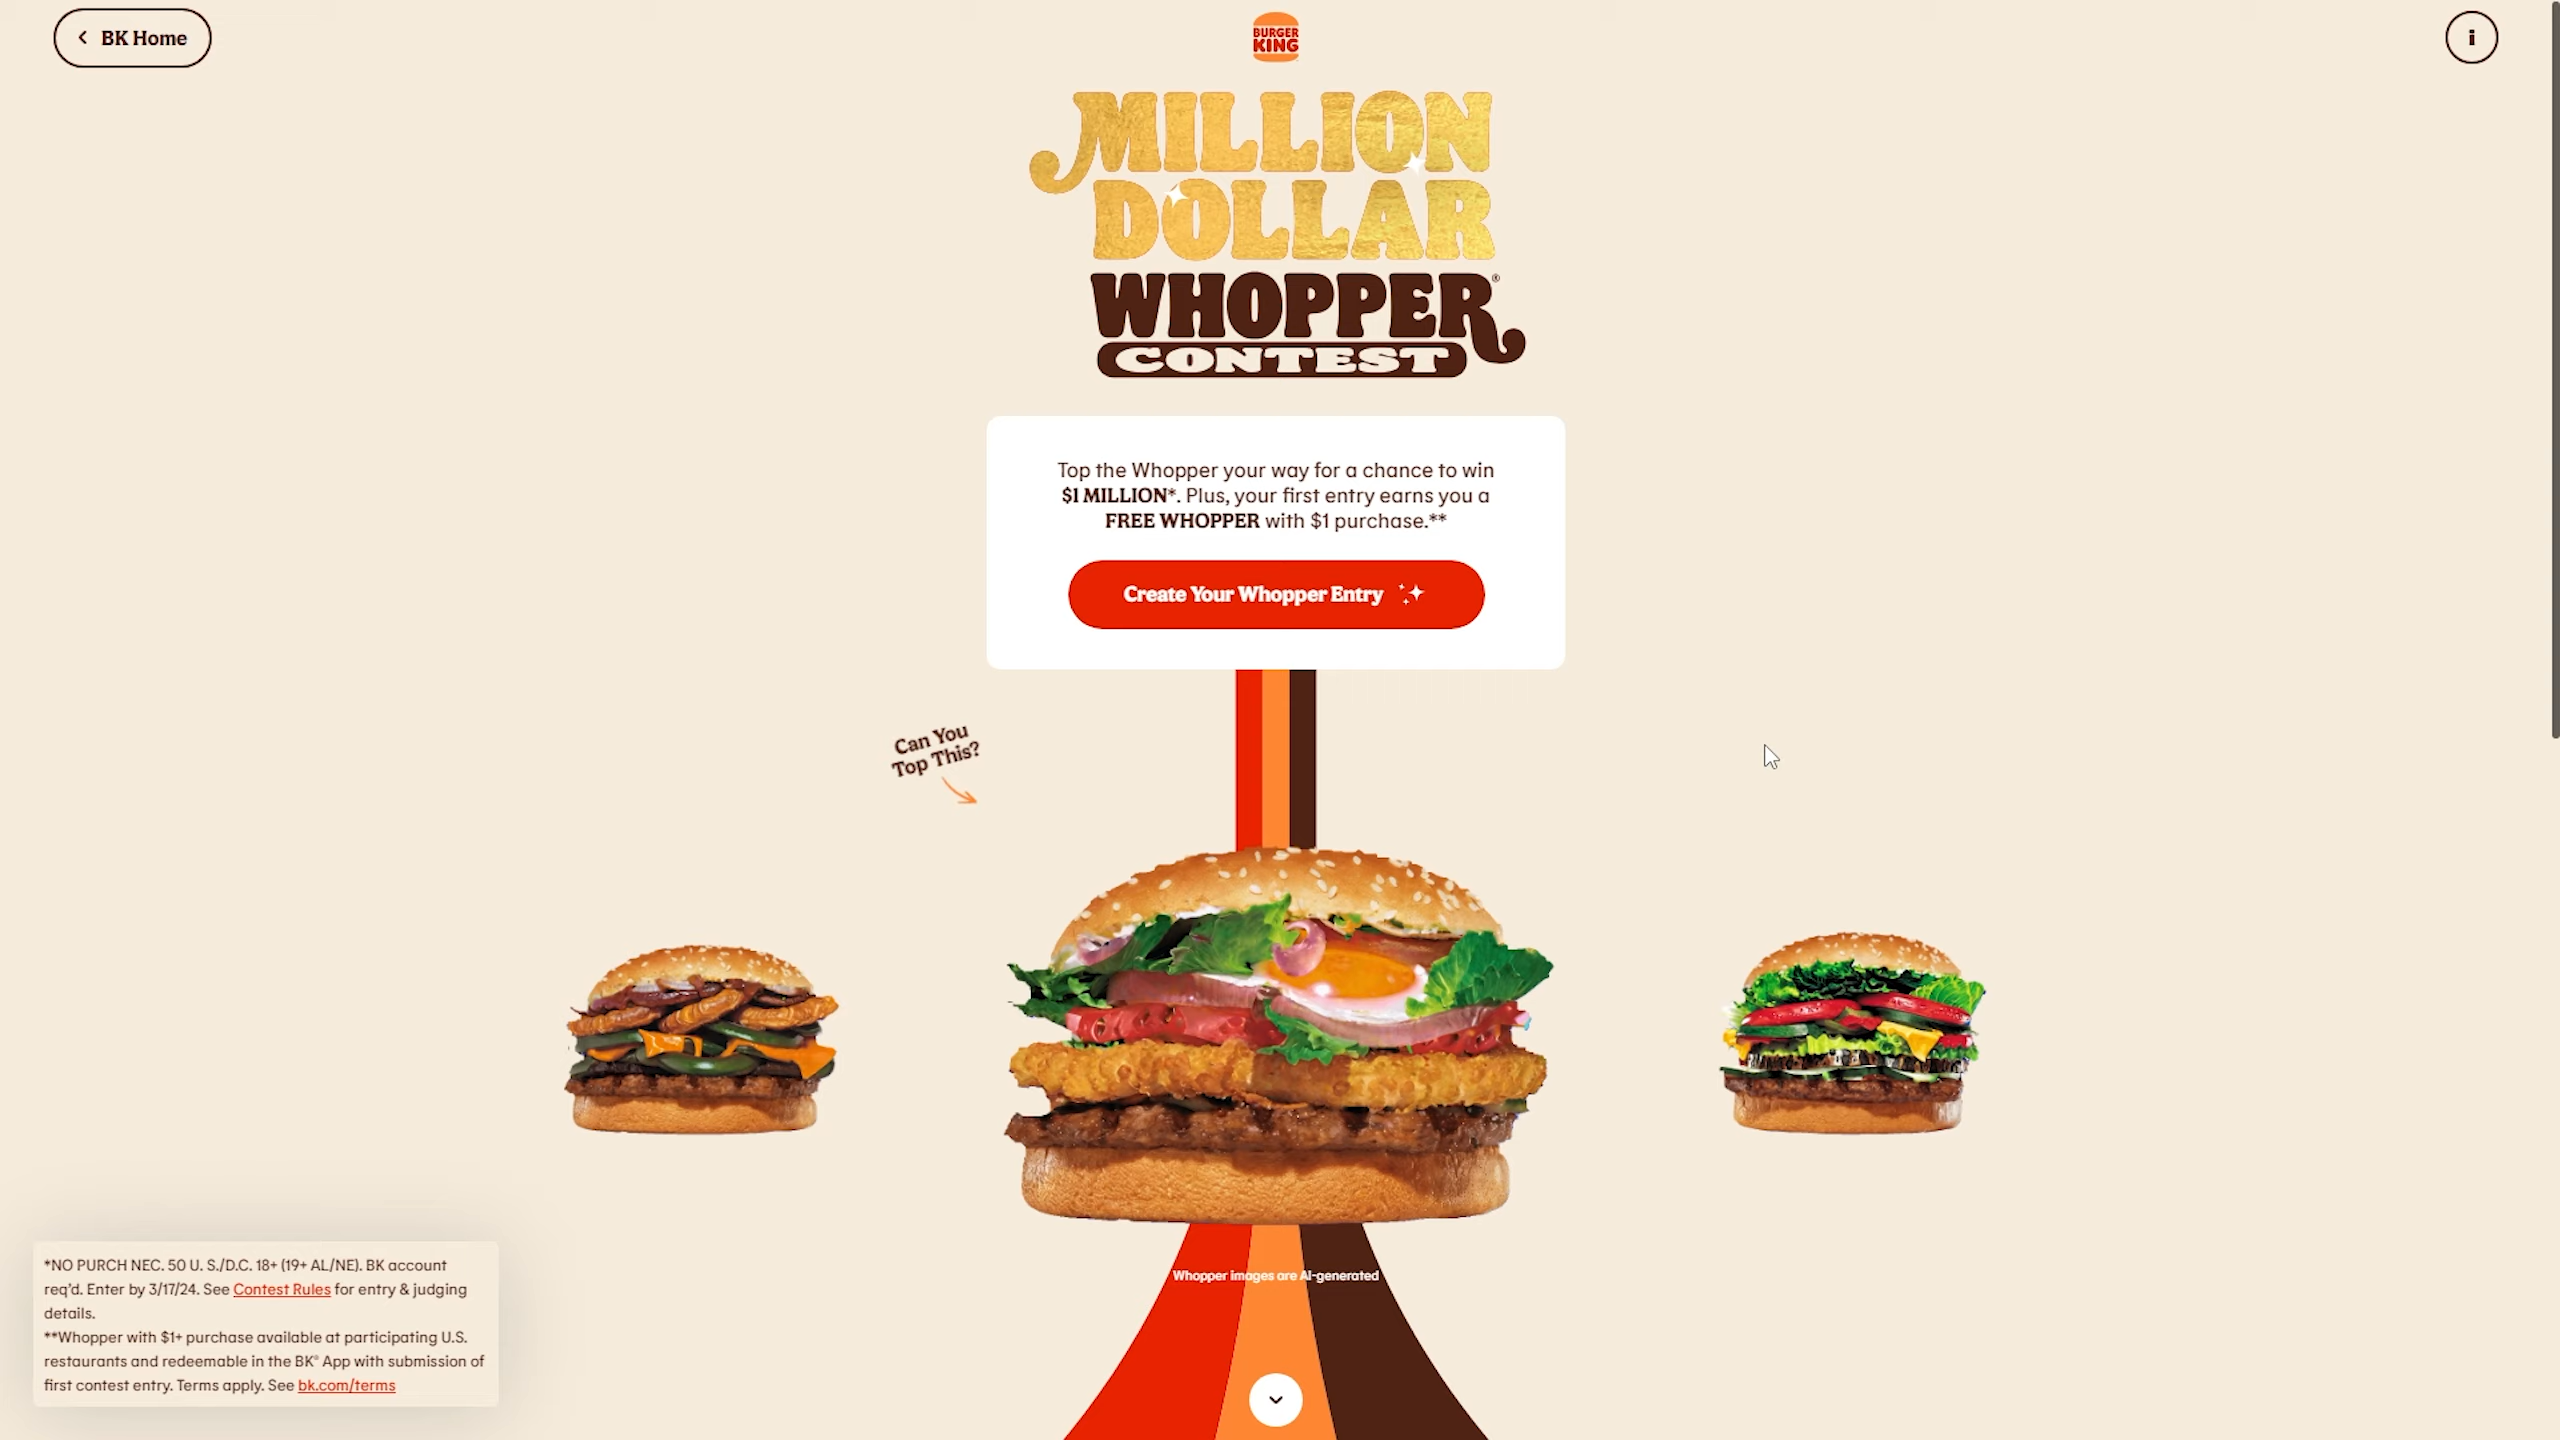 BK Home
BURGER
KING
i
MILLION
DOLLAR
WHOPPER®
CONTEST
Top the Whopper your way for a chance to win
$1 MILLION*. Plus, your first entry earns you a
FREE WHOPPER with $1 purchase.**
Create Your Whopper Entry
Can You
Top This?
*NO PURCH NEC. 50 U. S./D.C. 18+ (19+ AL/NE). BK account
req'd. Enter by 3/17/24. See Contest Rules for entry & judging
details.
**Whopper with $1+ purchase available at participating U.S.
restaurants and redeemable in the BK® App with submission of
first contest entry. Terms apply. See bk.com/terms
Whopper images are AI-generated